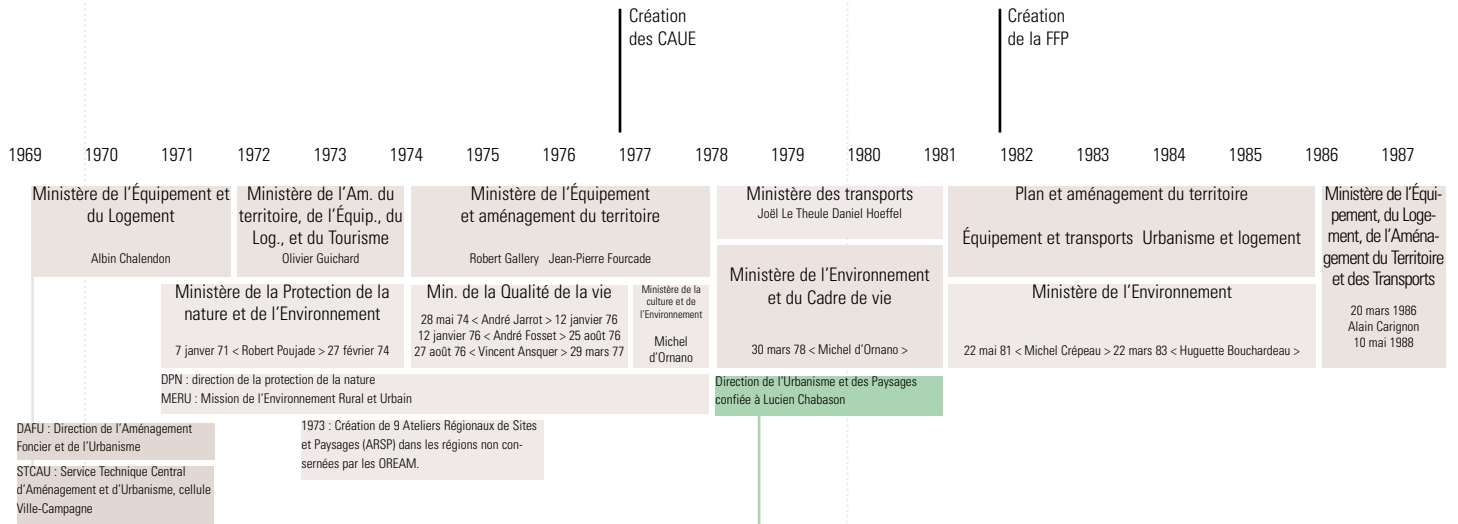 Création
des CAUE
Création
de la FFP
1969 1970 1971 1972 1973 1974 1975 1976 1977 1978 1979 1980 1981 1982 1983 1984 1985 1986 1987
Ministère de l'Équipement et
du Logement
Albin Chalendon
Ministère de l'Am. du
territoire, de l'Équip., du
Log., et du Tourisme
Olivier Guichard
Ministère de l'Équipement
et aménagement du territoire
Robert Gallery Jean-Pierre Fourcade
Ministère des transports
Joël Le Theule Daniel Hoeffel
Plan et aménagement du territoire
Équipement et transports Urbanisme et logement
Ministère de l'Équi-
pement, du Loge-
ment, de l'Aména-
gement du Territoire
et des Transports
20 mars 1986
Alain Carignon
10 mai 1988
Ministère de la Protection de la
nature et de l'Environnement
7 janver 71 < Robert Poujade > 27 février 74
Min. de la Qualité de la vie
28 mai 74 < André Jarrot > 12 janvier 76
12 janvier 76 < André Fosset > 25 août 76
27 août 76 < Vincent Ansquer > 29 mars 77
Ministère de la
culture et de
l'Environnement
Michel
d'Ornano
Ministère de l'Environnement
et du Cadre de vie
30 mars 78 < Michel d'Ornano >
Ministère de l'Environnement
22 mai 81 < Michel Crépeau > 22 mars 83 < Huguette Bouchardeau >
DPN : direction de la protection de la nature
MERU : Mission de l'Environnement Rural et Urbain
Direction de l'Urbanisme et des Paysages
confiée à Lucien Chabason
DAFU : Direction de l'Aménagement
Foncier et de l'Urbanisme
1973 : Création de 9 Ateliers Régionaux de Sites
et Paysages (ARSP) dans les régions non con-
sernées par les OREAM.
STCAU : Service Technique Central
d'Aménagement et d'Urbanisme, cellule
Ville-Campagne